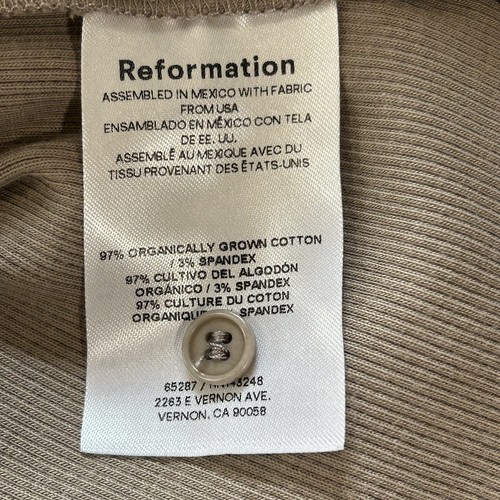 Reformation
ASSEMBLED IN MEXICO WITH FABRIC
FROM USA
ENSAMBLADO EN MÉXICO CON TELA
DE EE. UU.
ASSEMBLÉ AU MEXIQUE AVEC DU
TISSU PROVENANT DES ÉTATS-UNIS
97% ORGANICALLY GROWN COTTON
/ 3% SPANDEX
97% CULTIVO DEL ALGODÓN
ORGÁNICO / 3% SPANDEX
97% CULTURE DU COTON
SPANDEX
65287 /
2263 E VERNON AVE.
VERNON, CA 90058